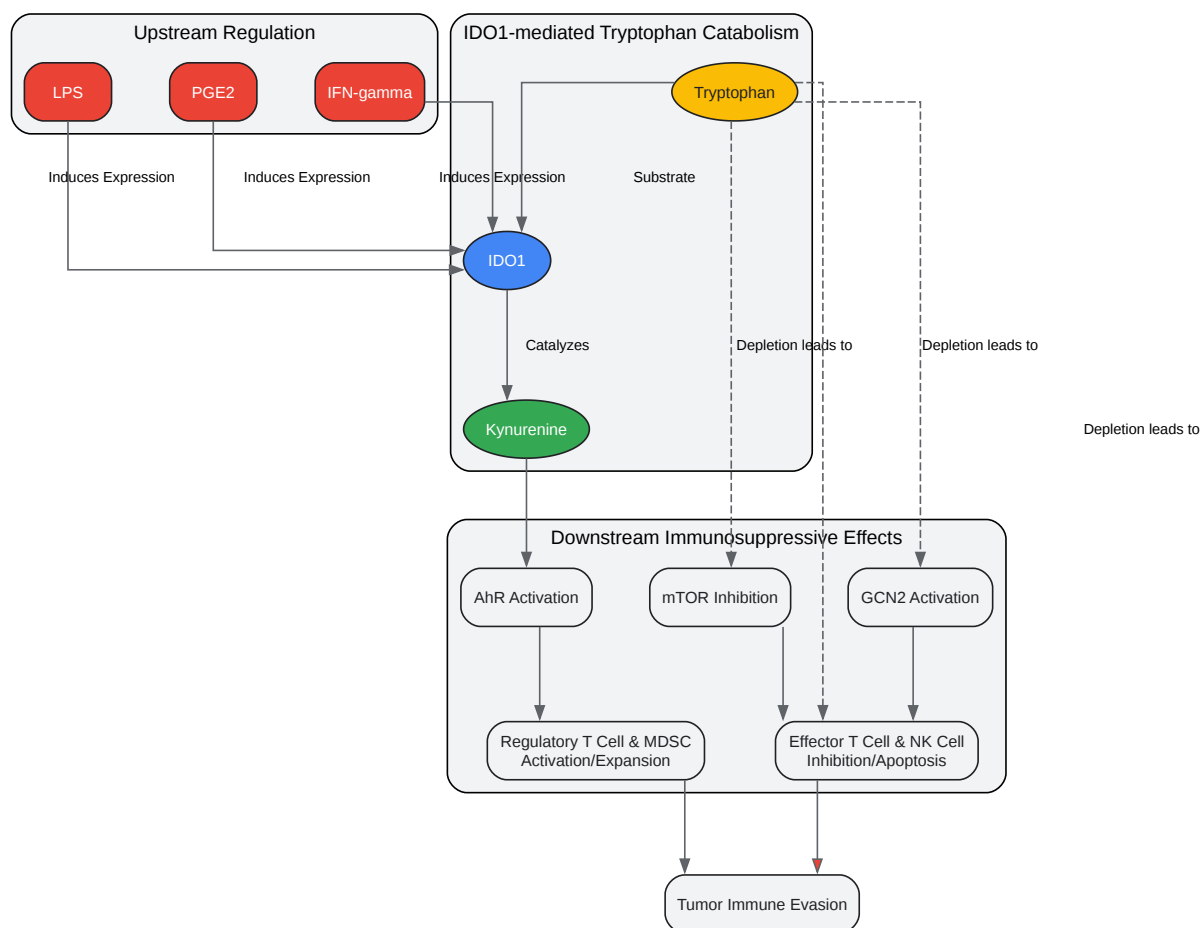 Upstream Regulation
IDO1-mediated Tryptophan Catabolism
LPS
PGE2
IFN-gamma
Tryptophan
Induces Expression
Induces Expression
Induces Expression
Substrate
IDO1
Catalyzes
Depletion leads to
Depletion leads to
Kynurenine
Depletion leads to
Downstream Immunosuppressive Effects
AhR Activation
mTOR Inhibition
GCN2 Activation
Regulatory T Cell & MDSC
Activation/Expansion
Effector T Cell & NK Cell
Inhibition/Apoptosis
Tumor Immune Evasion